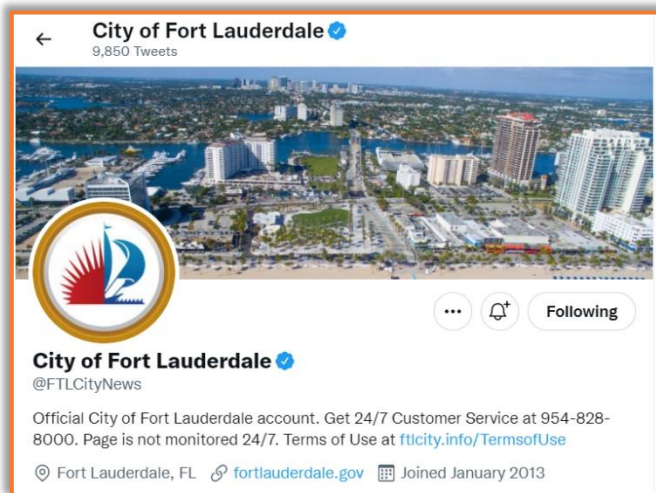 City of Fort Lauderdale
9,850 Tweets
Following
City of Fort Lauderdale
@FTLCityNews
Official City of Fort Lauderdale account. Get 24/7 Customer Service at 954-828-
8000. Page is not monitored 24/7. Terms of Use at ftlcity.info/TermsofUse
Fort Lauderdale, FL fortlauderdale.gov Joined January 2013